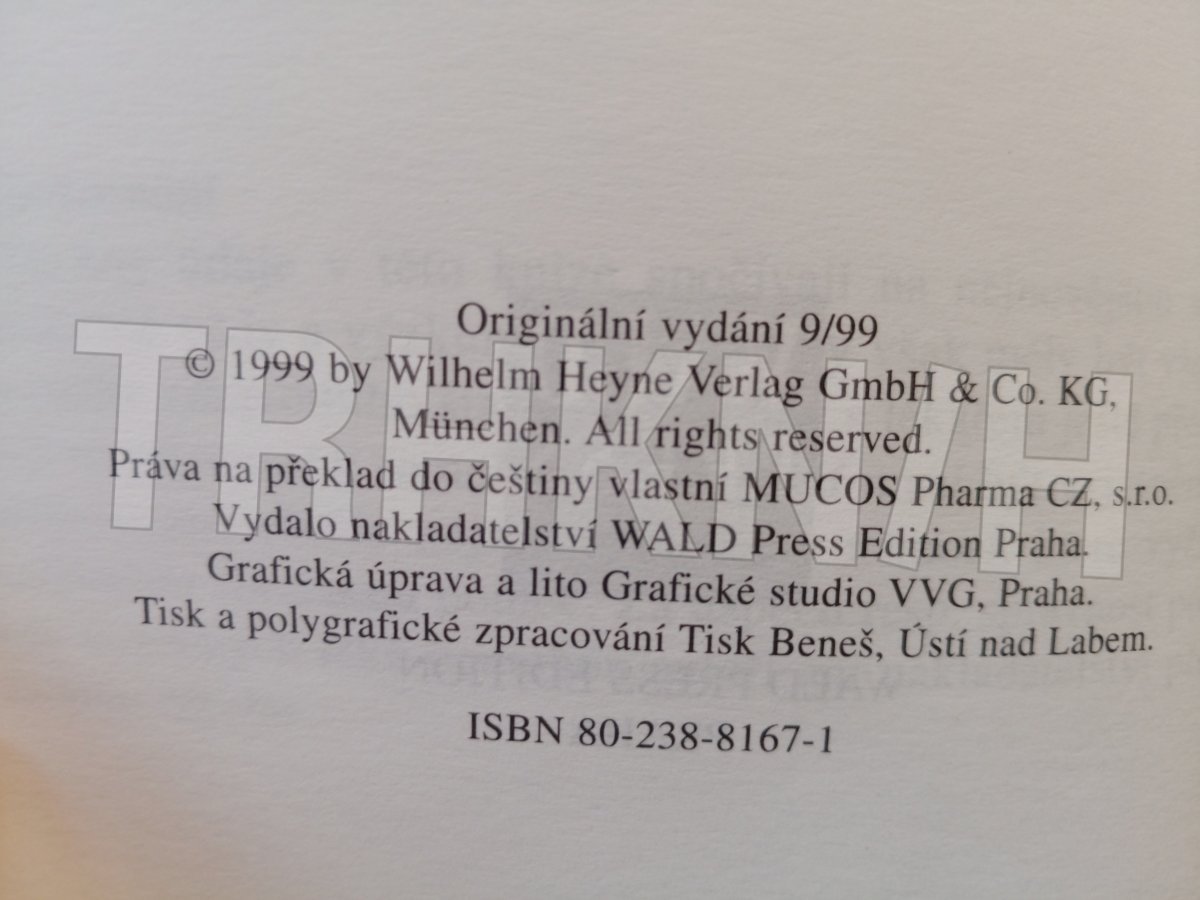 Originální vydání 9/99
© 1999 by Wilhelm Heyne Verlag GmbH & Co. KG,
München. All rights reserved.
Práva na překlad do češtiny vlastní MUCOS Pharma CZ, s.r.o.
Vydalo nakladatelství WALD Press Edition Praha.
Grafická úprava a lito Grafické studio VVG, Praha.
Tisk a polygrafické zpracování Tisk Beneš, Ústí nad Labem.
ISBN 80-238-8167-1